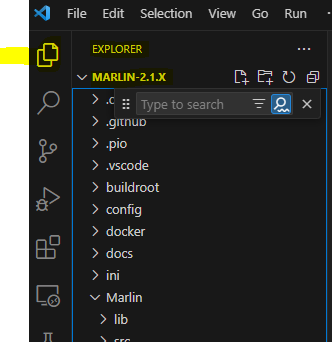 File Edit Selection View Go Run
EXPLORER
MARLIN-2.1.X
Type to search
.github
.pio
.vscode
buildroot
config
docker
docs
ini
Marlin
lib
src